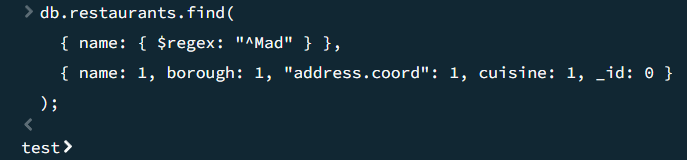 > db.restaurants.find(
{ name: { $regex: "^Mad" } },
{ name: 1, borough: 1, "address.coord": 1, cuisine: 1, _id: 0 }
);
<
test>